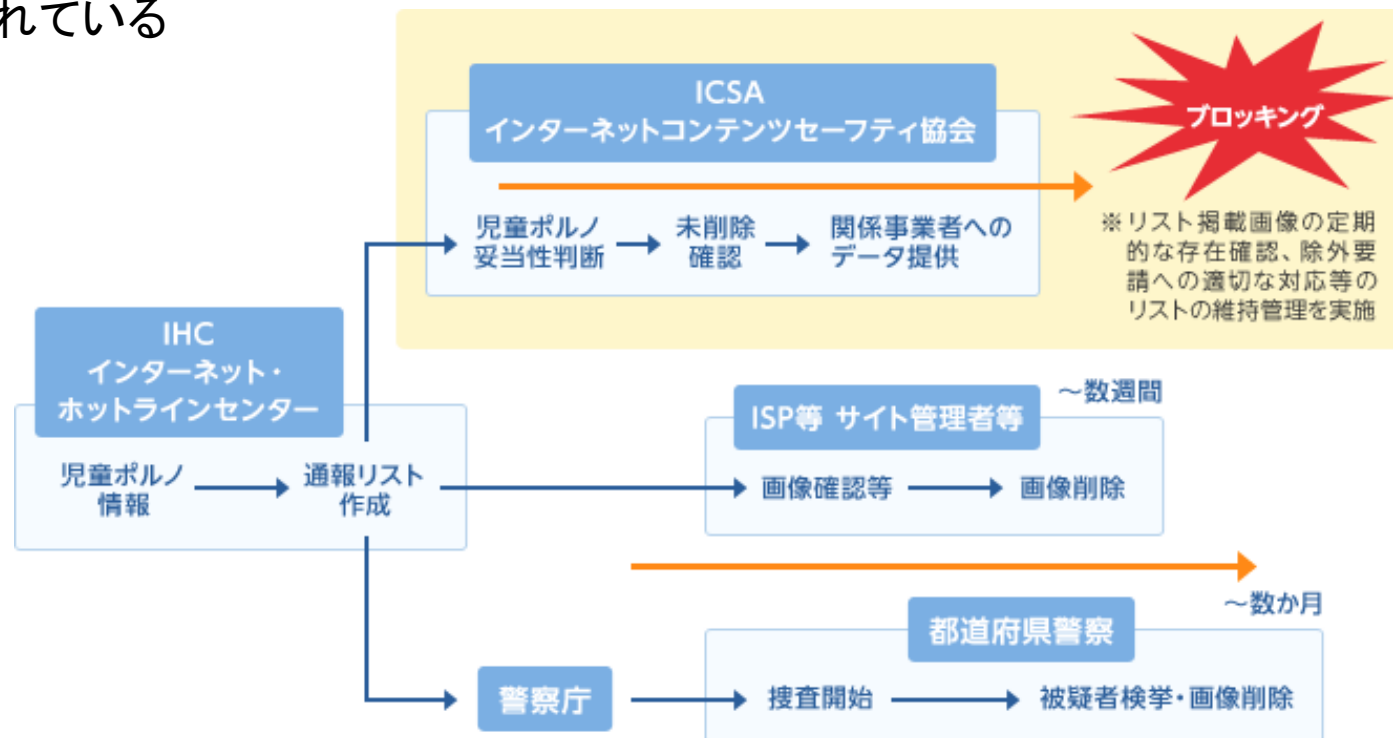 れている
ICSA
インターネットコンテンツセーフティ協会
ブロッキング
児童ポルノ
妥当性判断
未削除
確認
関係事業者への
データ提供
※リスト掲載画像の定期
的な存在確認、除外要
請への適切な対応等の
リストの維持管理を実施
IHC
インターネット・
ホットラインセンター
児童ポルノ
情報
通報リスト
作成
ISP等 サイト管理者等
～数週間
画像確認等
画像削除
～数か月
都道府県警察
警察庁
捜査開始
被疑者検挙・画像削除